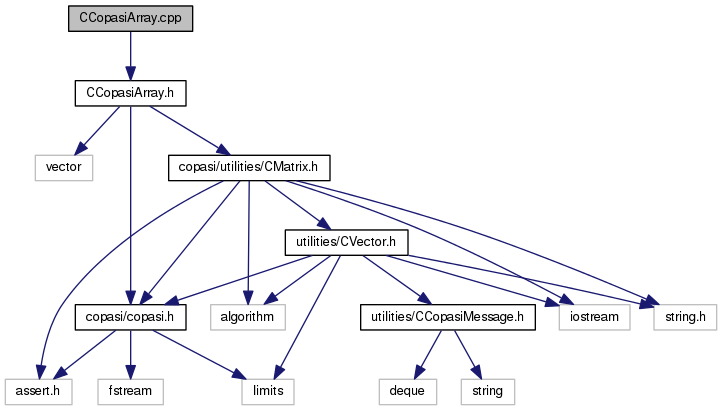 CCopasiArray.cpp
CCopasiArray.h
vector
copasi/utilities/CMatrix.h
utilities/CVector.h
copasi/copasi.h
algorithm
utilities/CCopasiMessage.h
iostream
string.h
assert.h
fstream
limits
deque
string